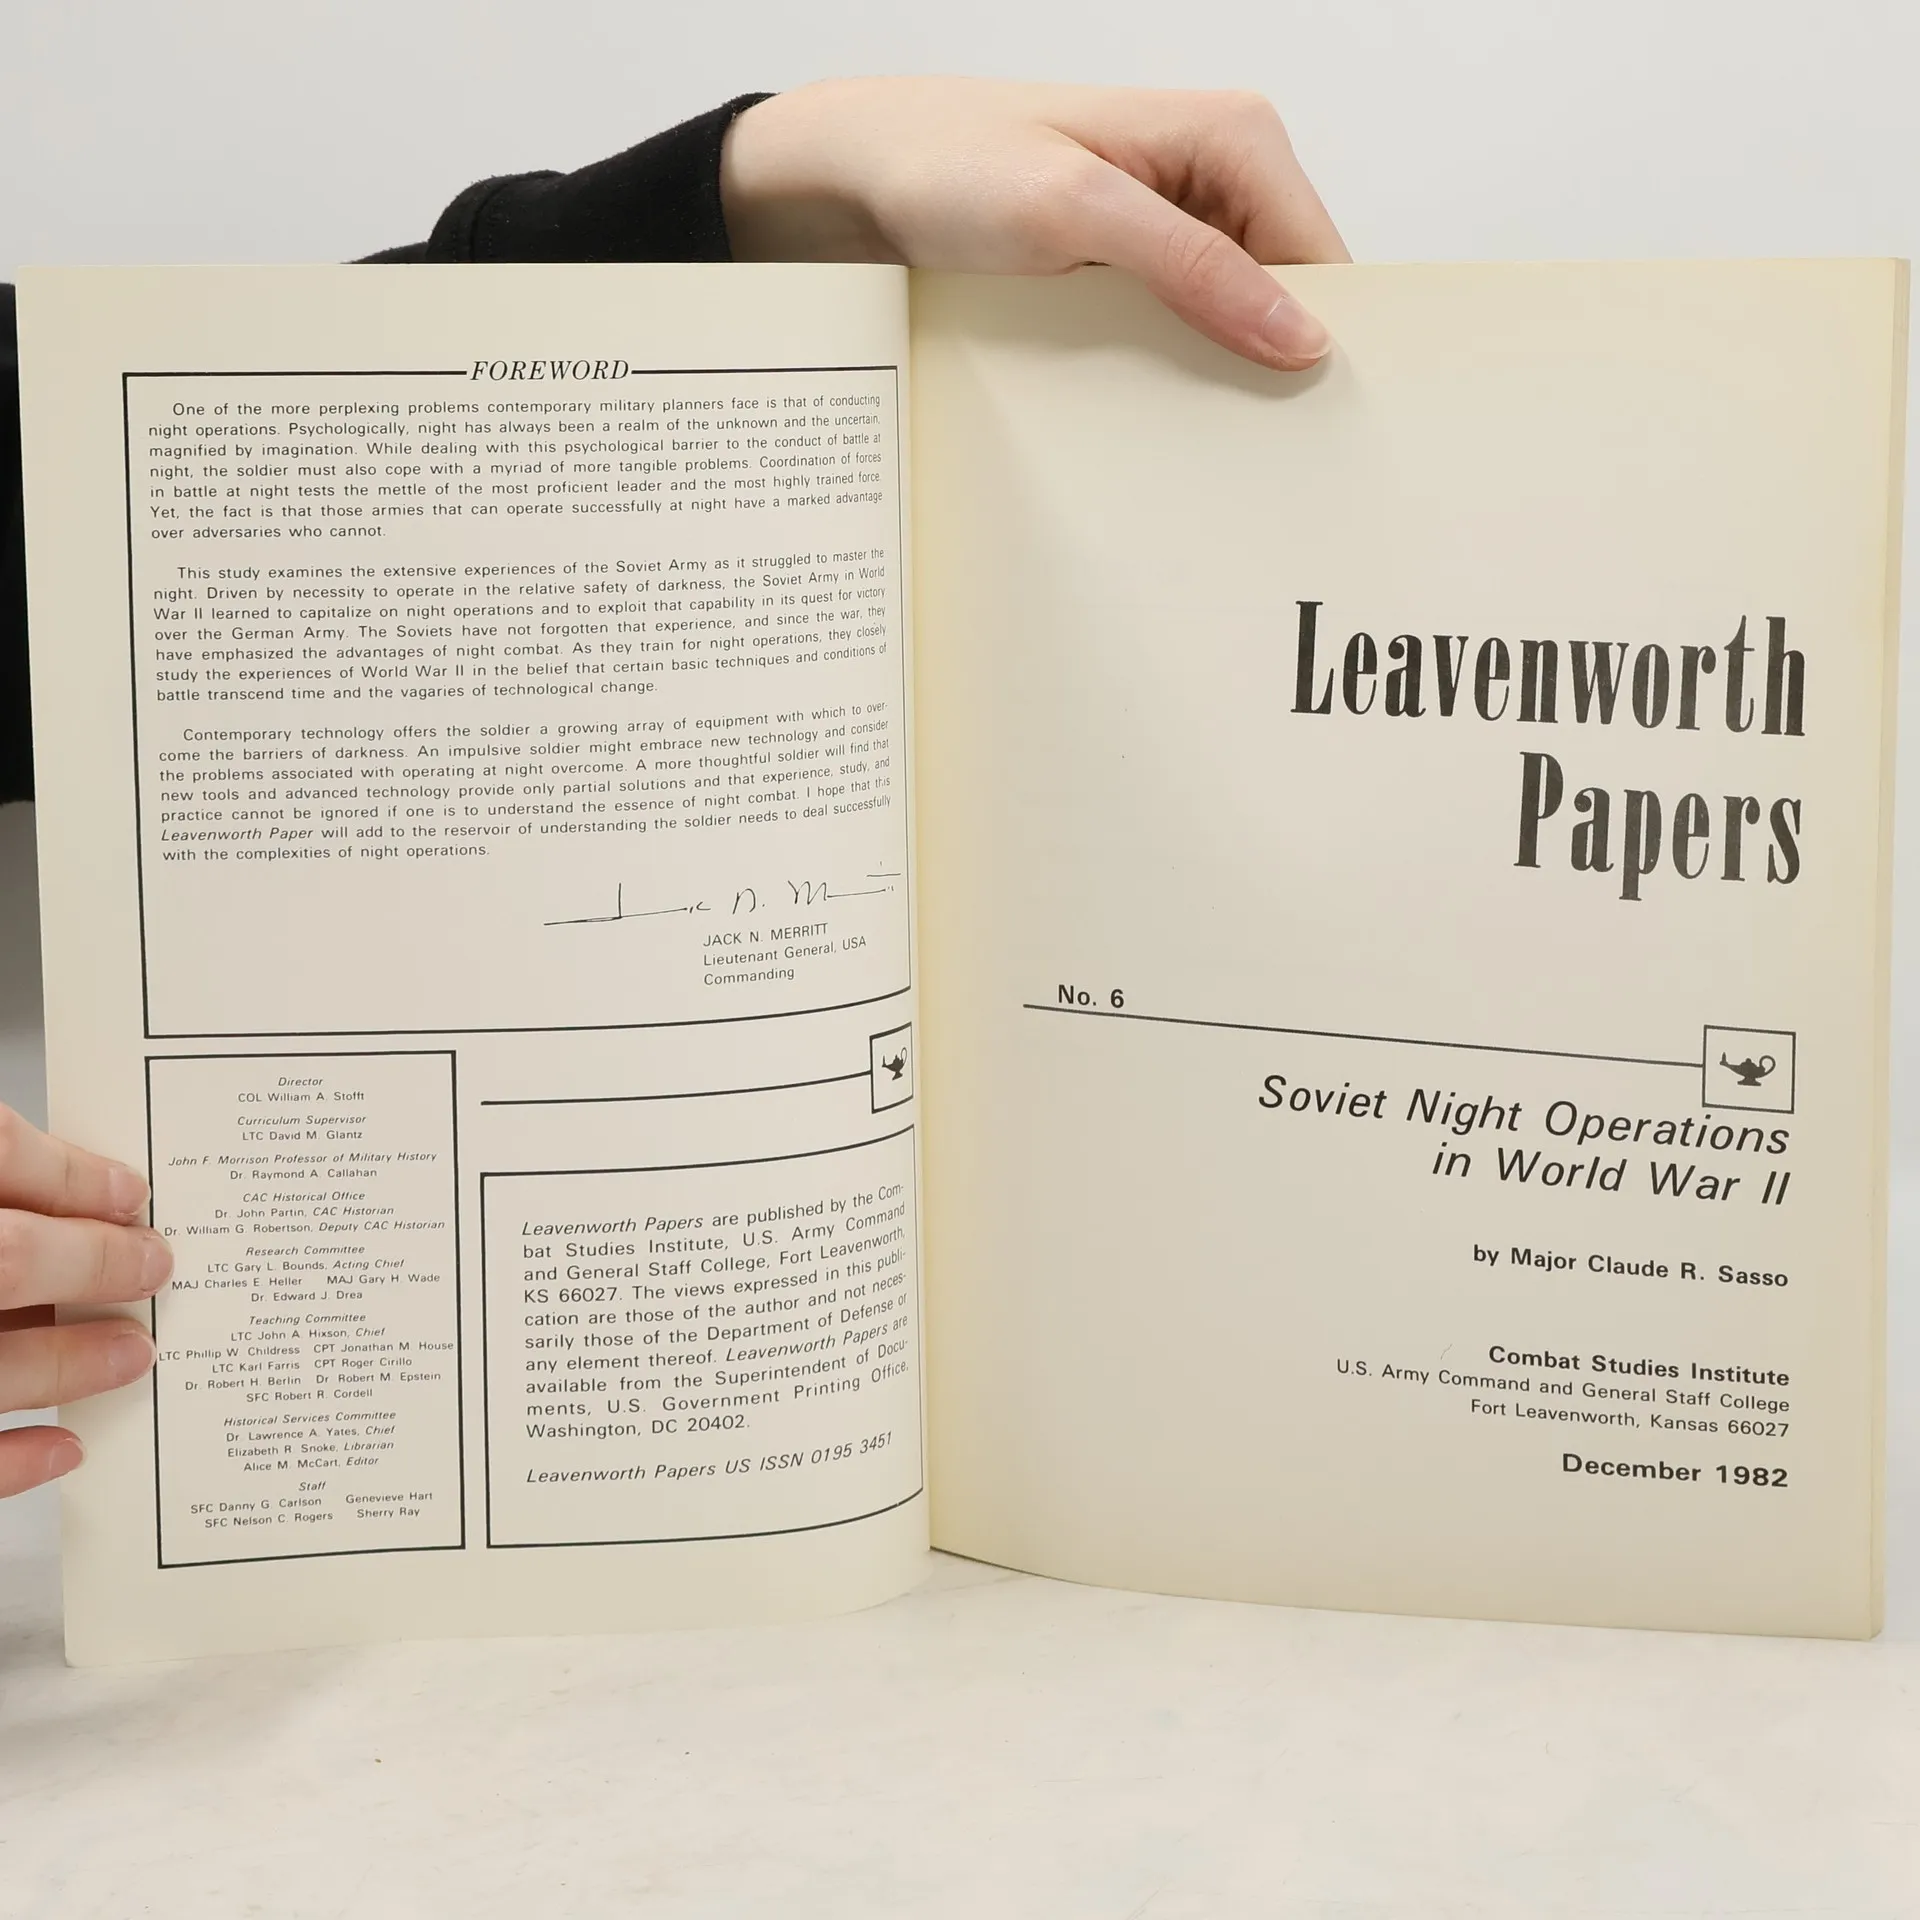 FOREWORD
One of the more perplexing problems contemporary military planners face is that of conducting
night operations. Psychologically, night has always been a realm of the unknown and the uncertain,
magnified by imagination. While dealing with this psychological barrier to the conduct of battle at
night, the soldier must also cope with a myriad of more tangible problems. Coordination of forces
in battle at night tests the mettle of the most proficient leader and the most highly trained force.
Yet, the fact is that those armies that can operate successfully at night have a marked advantage
over adversaries who cannot.
This study examines the extensive experiences of the Soviet Army as it struggled to master the
night. Driven by necessity to operate in the relative safety of darkness, the Soviet Army in World
War II learned to capitalize on night operations and to exploit that capability in its quest for victory
over the German Army. The Soviets have not forgotten that experience, and since the war, they
have emphasized the advantages of night combat. As they train for night operations, they closely
study the experiences of World War II in the belief that certain basic techniques and conditions of
battle transcend time and the vagaries of technological change.
Contemporary technology offers the soldier a growing array of equipment with which to over-
come the barriers of darkness. An impulsive soldier might embrace new technology and consider
the problems associated with operating at night overcome. A more thoughtful soldier will find that
new tools and advanced technology provide only partial solutions and that experience, study, and
practice cannot be ignored if one is to understand the essence of night combat. I hope that this
Leavenworth Paper will add to the reservoir of understanding the soldier needs to deal successfully
with the complexities of night operations.
JACK N. MERRITT
Lieutenant General, USA
Commanding
Director
COL William A. Stofft
Curriculum Supervisor
LTC David M. Glantz
John F. Morrison Professor of Military History
Dr. Raymond A. Callahan
CAC Historical Office
Dr. John Partin, CAC Historian
Dr. William G. Robertson, Deputy CAC Historian
Research Committee
LTC Gary L. Bounds, Acting Chief
MAJ Charles E. Heller MAJ Gary H. Wade
Dr. Edward J. Drea
Teaching Committee
LTC John A. Hixson, Chief
LTC Phillip W. Childress CPT Jonathan M. House
LTC Karl Farris CPT Roger Cirillo
Dr. Robert H. Berlin Dr. Robert M. Epstein
SFC Robert R. Cordell
Historical Services Committee
Dr. Lawrence A. Yates, Chief
Elizabeth R. Snoke, Librarian
Alice M. McCart, Editor
Staff
SFC Danny G. Carlson Genevieve Hart
SFC Nelson C. Rogers Sherry Ray
Leavenworth Papers are published by the Com-
bat Studies Institute, U.S. Army Command
and General Staff College, Fort Leavenworth,
KS 66027. The views expressed in this publi-
cation are those of the author and not neces-
sarily those of the Department of Defense or
any element thereof. Leavenworth Papers are
available from the Superintendent of Docu-
ments, U.S. Government Printing Office,
Washington, DC 20402.
Leavenworth Papers US ISSN 0195 3451
Leavenworth
Papers
No. 6
Soviet Night Operations
in World War II
by Major Claude R. Sasso
Combat Studies Institute
U.S. Army Command and General Staff College
Fort Leavenworth, Kansas 66027
December 1982